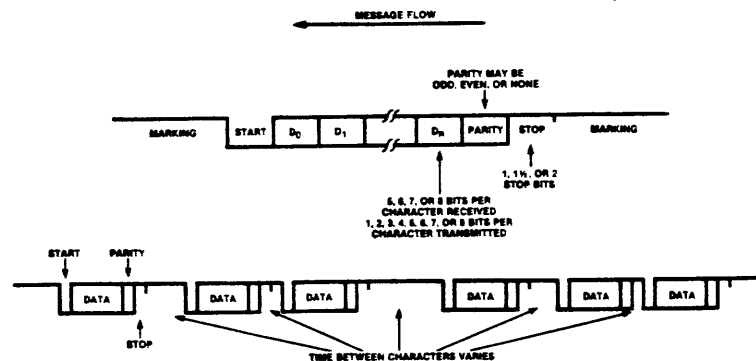 MESSAGE FLOW
PARITY MAY BE
ODD, EVEN, OR NONE
MARKING START D0 D1 Dn PARITY STOP MARKING
1, 1½, OR 2
STOP BITS
5, 6, 7, OR 8 BITS PER
CHARACTER RECEIVED
1, 2, 3, 4, 5, 6, 7, OR 8 BITS PER
CHARACTER TRANSMITTED
START PARITY
DATA DATA DATA DATA DATA DATA
STOP
TIME BETWEEN CHARACTERS VARIES